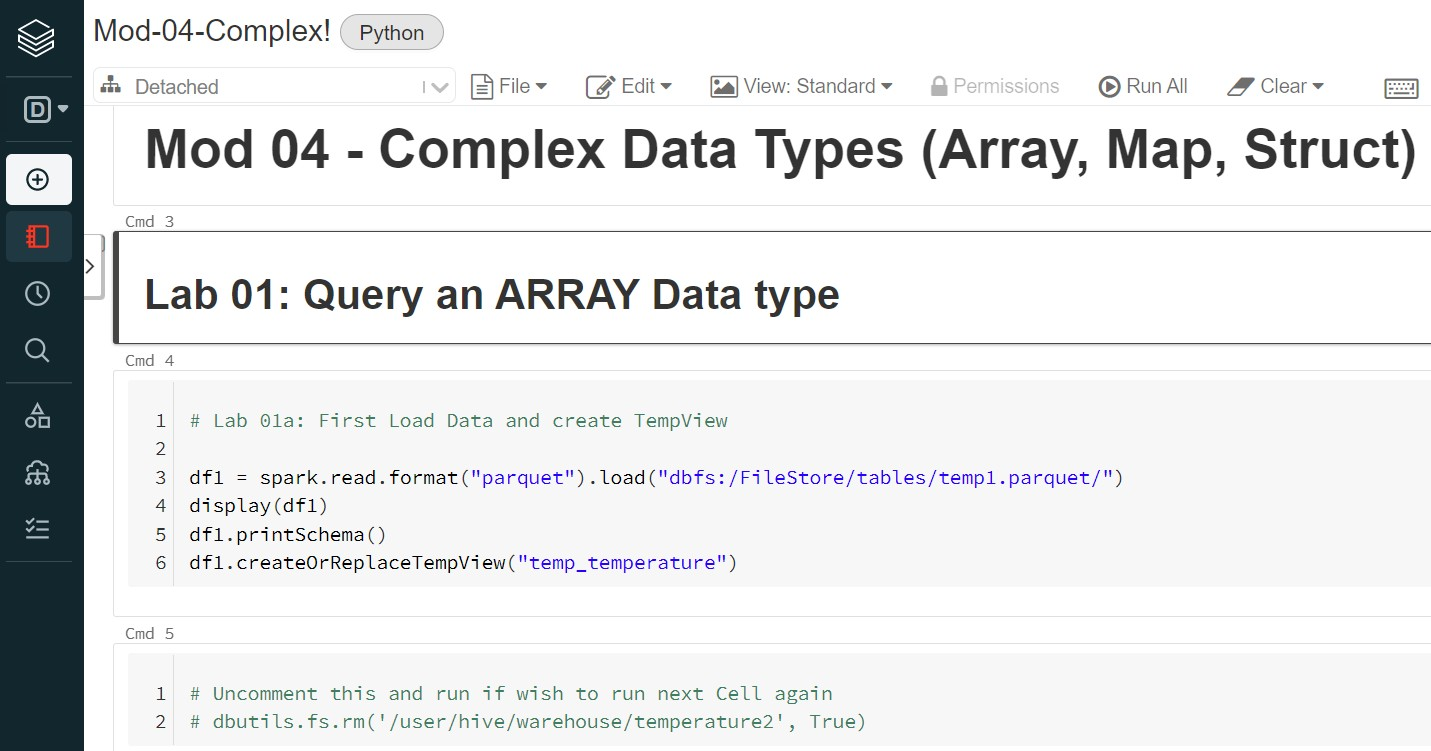 Mod-04-Complex! Python
Detached File Edit View: Standard Permissions Run All Clear
D
Mod 04 - Complex Data Types (Array, Map, Struct)
Cmd 3
Lab 01: Query an ARRAY Data type
Cmd 4
1 # Lab 01a: First Load Data and create TempView
2
3 df1 = spark.read.format("parquet").load("dbfs:/FileStore/tables/temp1.parquet/")
4 display(df1)
5 df1.printSchema()
6 df1.createOrReplaceTempView("temp_temperature")
Cmd 5
1 # Uncomment this and run if wish to run next Cell again
2 # dbutils.fs.rm('/user/hive/warehouse/temperature2', True)